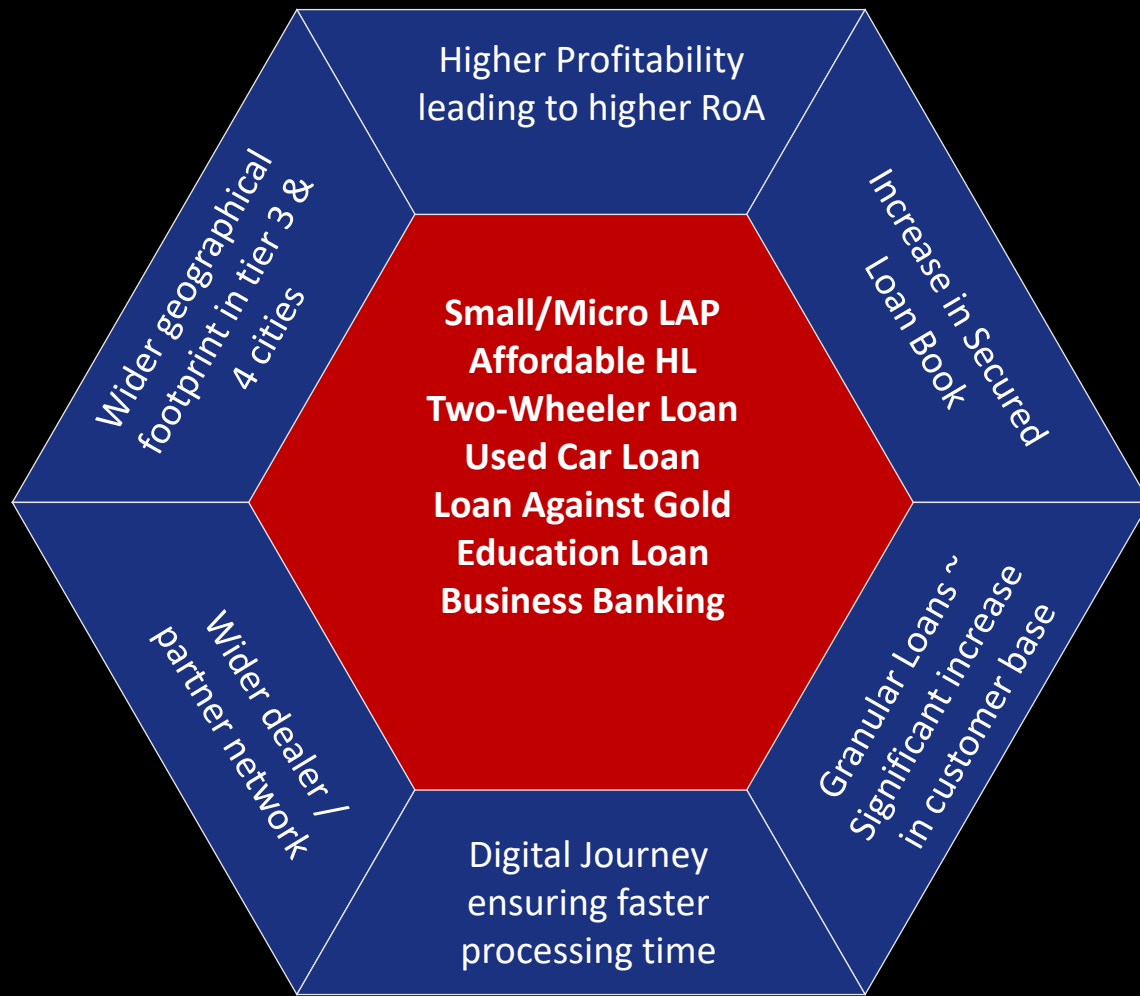 Higher Profitability
leading to higher RoA
Wider geographical
footprint in tier 3 &
4 cities
Increase in Secured
Loan Book
Small/Micro LAP
Affordable HL
Two-Wheeler Loan
Used Car Loan
Loan Against Gold
Education Loan
Business Banking
Wider dealer /
partner network
Granular Loans ~
Significant increase
in customer base
Digital Journey
ensuring faster
processing time